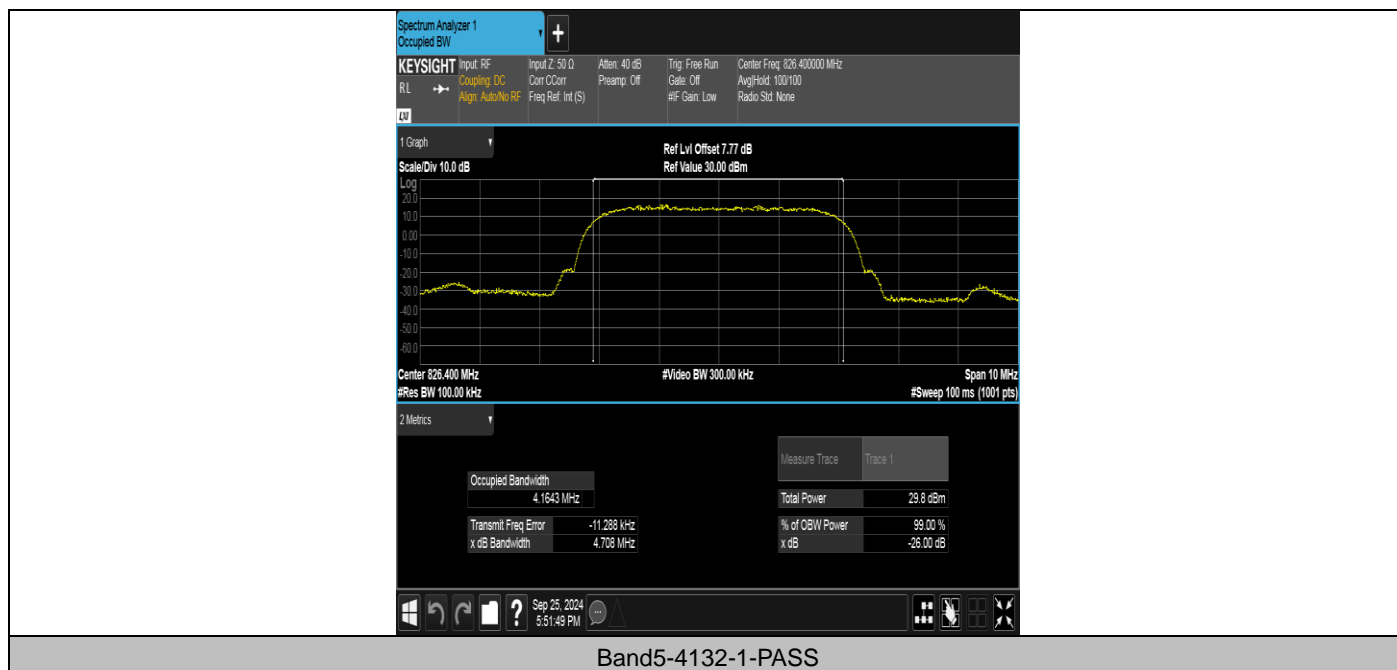 Spectrum Analyzer 1
Occupied BW
KEYSIGHT
RL
LXI
Input: RF
Coupling: DC
Align: Auto/No RF
Input Z: 50 Ω
Corr CCorr
Freq Ref: Int (S)
Atten: 40 dB
Preamp: Off
Trig: Free Run
Gate: Off
#IF Gain: Low
Center Freq: 826.400000 MHz
Avg|Hold: 100/100
Radio Std: None
1 Graph
Scale/Div 10.0 dB
Ref Lvl Offset 7.77 dB
Ref Value 30.00 dBm
Log
20.0
10.0
0.00
-10.0
-20.0
-30.0
-40.0
-50.0
-60.0
Center 826.400 MHz
#Video BW 300.00 kHz
Span 10 MHz
#Res BW 100.00 kHz
#Sweep 100 ms (1001 pts)
2 Metrics
Measure Trace Trace 1
Occupied Bandwidth
4.1643 MHz
Total Power 29.8 dBm
Transmit Freq Error -11.288 kHz
% of OBW Power 99.00 %
x dB Bandwidth 4.708 MHz
x dB -26.00 dB
?
Sep 25, 2024
5:51:49 PM
Band5-4132-1-PASS